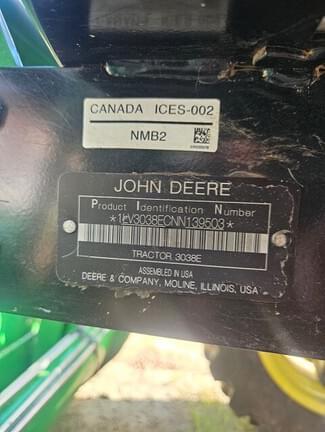 CANADA ICES-002
NMB2
JOHN DEERE
Product Identification Number
*1LV3038ECNN139503*
TRACTOR 3038E
ASSEMBLED IN USA
DEERE & COMPANY, MOLINE, ILLINOIS, USA